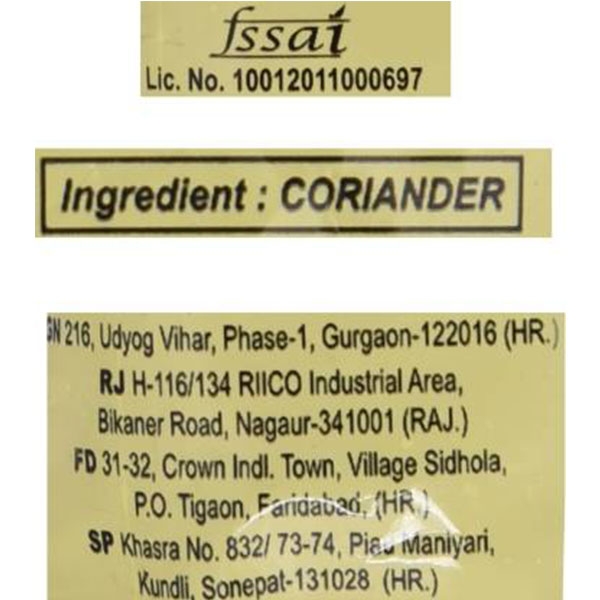 fssai
Lic. No. 10012011000697
Ingredient : CORIANDER
GN 216, Udyog Vihar, Phase-1, Gurgaon-122016 (HR.)
RJ H-116/134 RIICO Industrial Area,
Bikaner Road, Nagaur-341001 (RAJ.)
FD 31-32, Crown Indl. Town, Village Sidhola,
P.O. Tigaon, Faridabad, (HR.)
SP Khasra No. 832/ 73-74, Piau Maniyari,
Kundli, Sonepat-131028 (HR.)